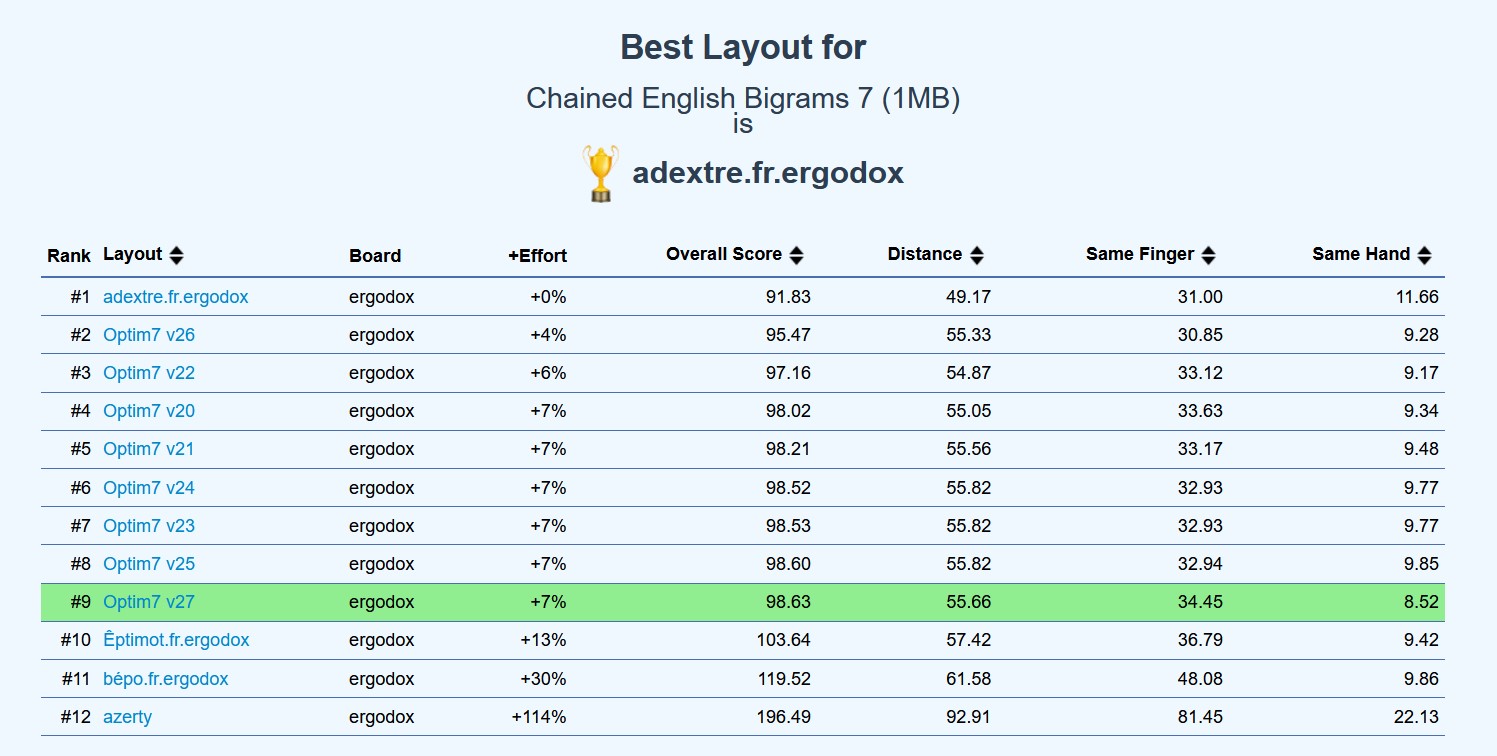 Best Layout for
Chained English Bigrams 7 (1MB)
is
adextre.fr.ergodox
Rank Layout Board +Effort Overall Score Distance Same Finger Same Hand
#1 adextre.fr.ergodox ergodox +0% 91.83 49.17 31.00 11.66
#2 Optim7 v26 ergodox +4% 95.47 55.33 30.85 9.28
#3 Optim7 v22 ergodox +6% 97.16 54.87 33.12 9.17
#4 Optim7 v20 ergodox +7% 98.02 55.05 33.63 9.34
#5 Optim7 v21 ergodox +7% 98.21 55.56 33.17 9.48
#6 Optim7 v24 ergodox +7% 98.52 55.82 32.93 9.77
#7 Optim7 v23 ergodox +7% 98.53 55.82 32.93 9.77
#8 Optim7 v25 ergodox +7% 98.60 55.82 32.94 9.85
#9 Optim7 v27 ergodox +7% 98.63 55.66 34.45 8.52
#10 Êptimot.fr.ergodox ergodox +13% 103.64 57.42 36.79 9.42
#11 bépo.fr.ergodox ergodox +30% 119.52 61.58 48.08 9.86
#12 azerty ergodox +114% 196.49 92.91 81.45 22.13